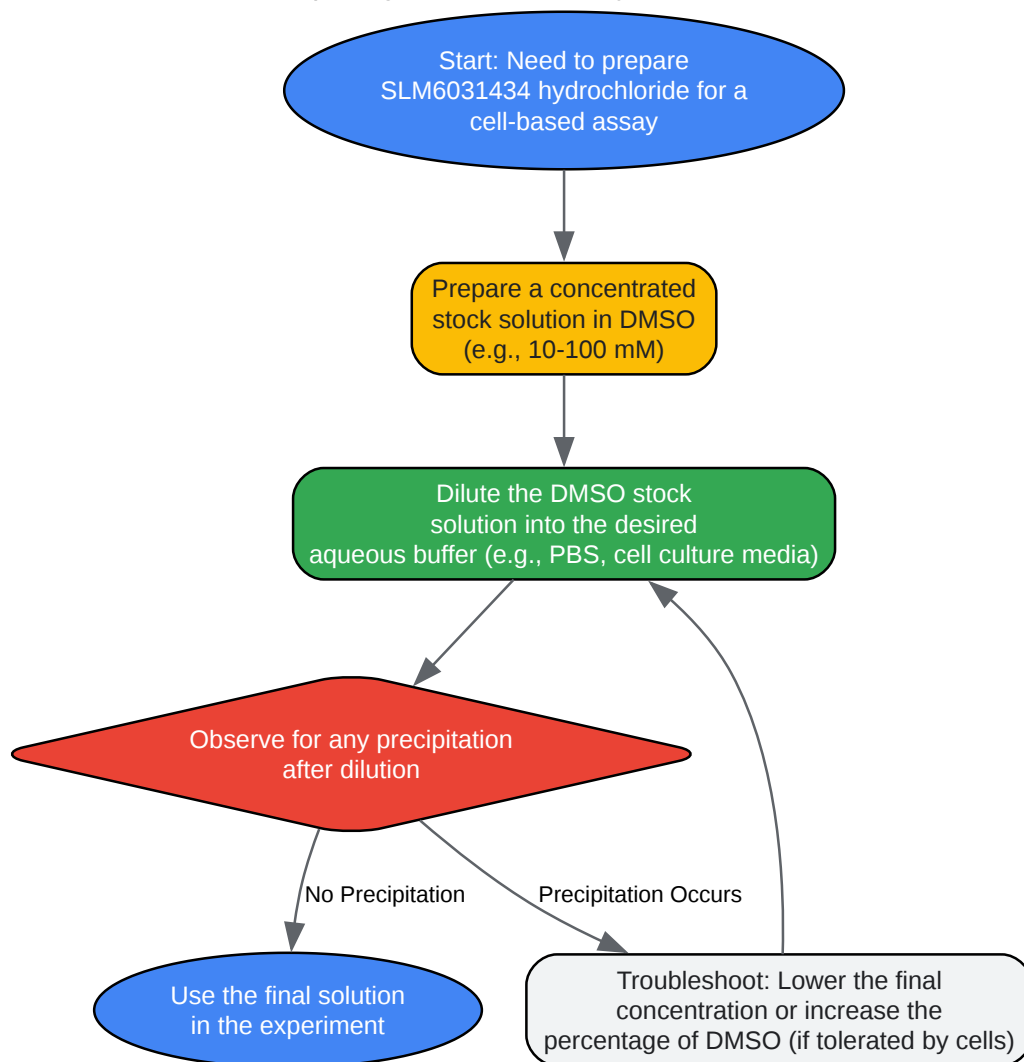 Start: Need to prepare
SLM6031434 hydrochloride for a
cell-based assay
Prepare a concentrated
stock solution in DMSO
(e.g., 10-100 mM)
Dilute the DMSO stock
solution into the desired
aqueous buffer (e.g., PBS, cell culture media)
Observe for any precipitation
after dilution
No Precipitation
Precipitation Occurs
Use the final solution
in the experiment
Troubleshoot: Lower the final
concentration or increase the
percentage of DMSO (if tolerated by cells)